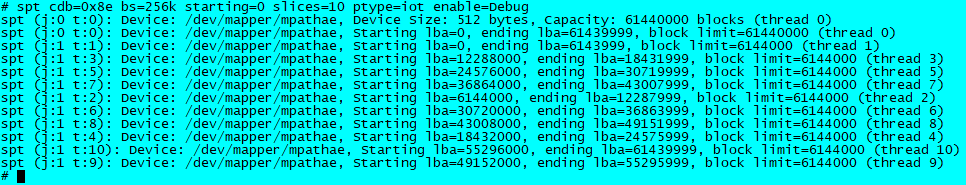 # spt cdb=0x8e bs=256k starting=0 slices=10 ptype=iot enable=Debug
spt (j:0 t:0): Device: /dev/mapper/mpathae, Device Size: 512 bytes, Capacity: 61440000 blocks (thread 0)
spt (j:0 t:0): Device: /dev/mapper/mpathae, Starting lba=0, ending lba=61439999, block limit=61440000 (thread 0)
spt (j:1 t:1): Device: /dev/mapper/mpathae, Starting lba=0, ending lba=6143999, block limit=6144000 (thread 1)
spt (j:1 t:3): Device: /dev/mapper/mpathae, Starting lba=12288000, ending lba=18431999, block limit=6144000 (thread 3)
spt (j:1 t:5): Device: /dev/mapper/mpathae, Starting lba=24576000, ending lba=30719999, block limit=6144000 (thread 5)
spt (j:1 t:7): Device: /dev/mapper/mpathae, Starting lba=36864000, ending lba=43007999, block limit=6144000 (thread 7)
spt (j:1 t:2): Device: /dev/mapper/mpathae, Starting lba=6144000, ending lba=12287999, block limit=6144000 (thread 2)
spt (j:1 t:6): Device: /dev/mapper/mpathae, Starting lba=30720000, ending lba=36863999, block limit=6144000 (thread 6)
spt (j:1 t:8): Device: /dev/mapper/mpathae, Starting lba=43008000, ending lba=49151999, block limit=6144000 (thread 8)
spt (j:1 t:4): Device: /dev/mapper/mpathae, Starting lba=18432000, ending lba=24575999, block limit=6144000 (thread 4)
spt (j:1 t:10): Device: /dev/mapper/mpathae, Starting lba=55296000, ending lba=61439999, block limit=6144000 (thread 10)
spt (j:1 t:9): Device: /dev/mapper/mpathae, Starting lba=49152000, ending lba=55295999, block limit=6144000 (thread 9)
#